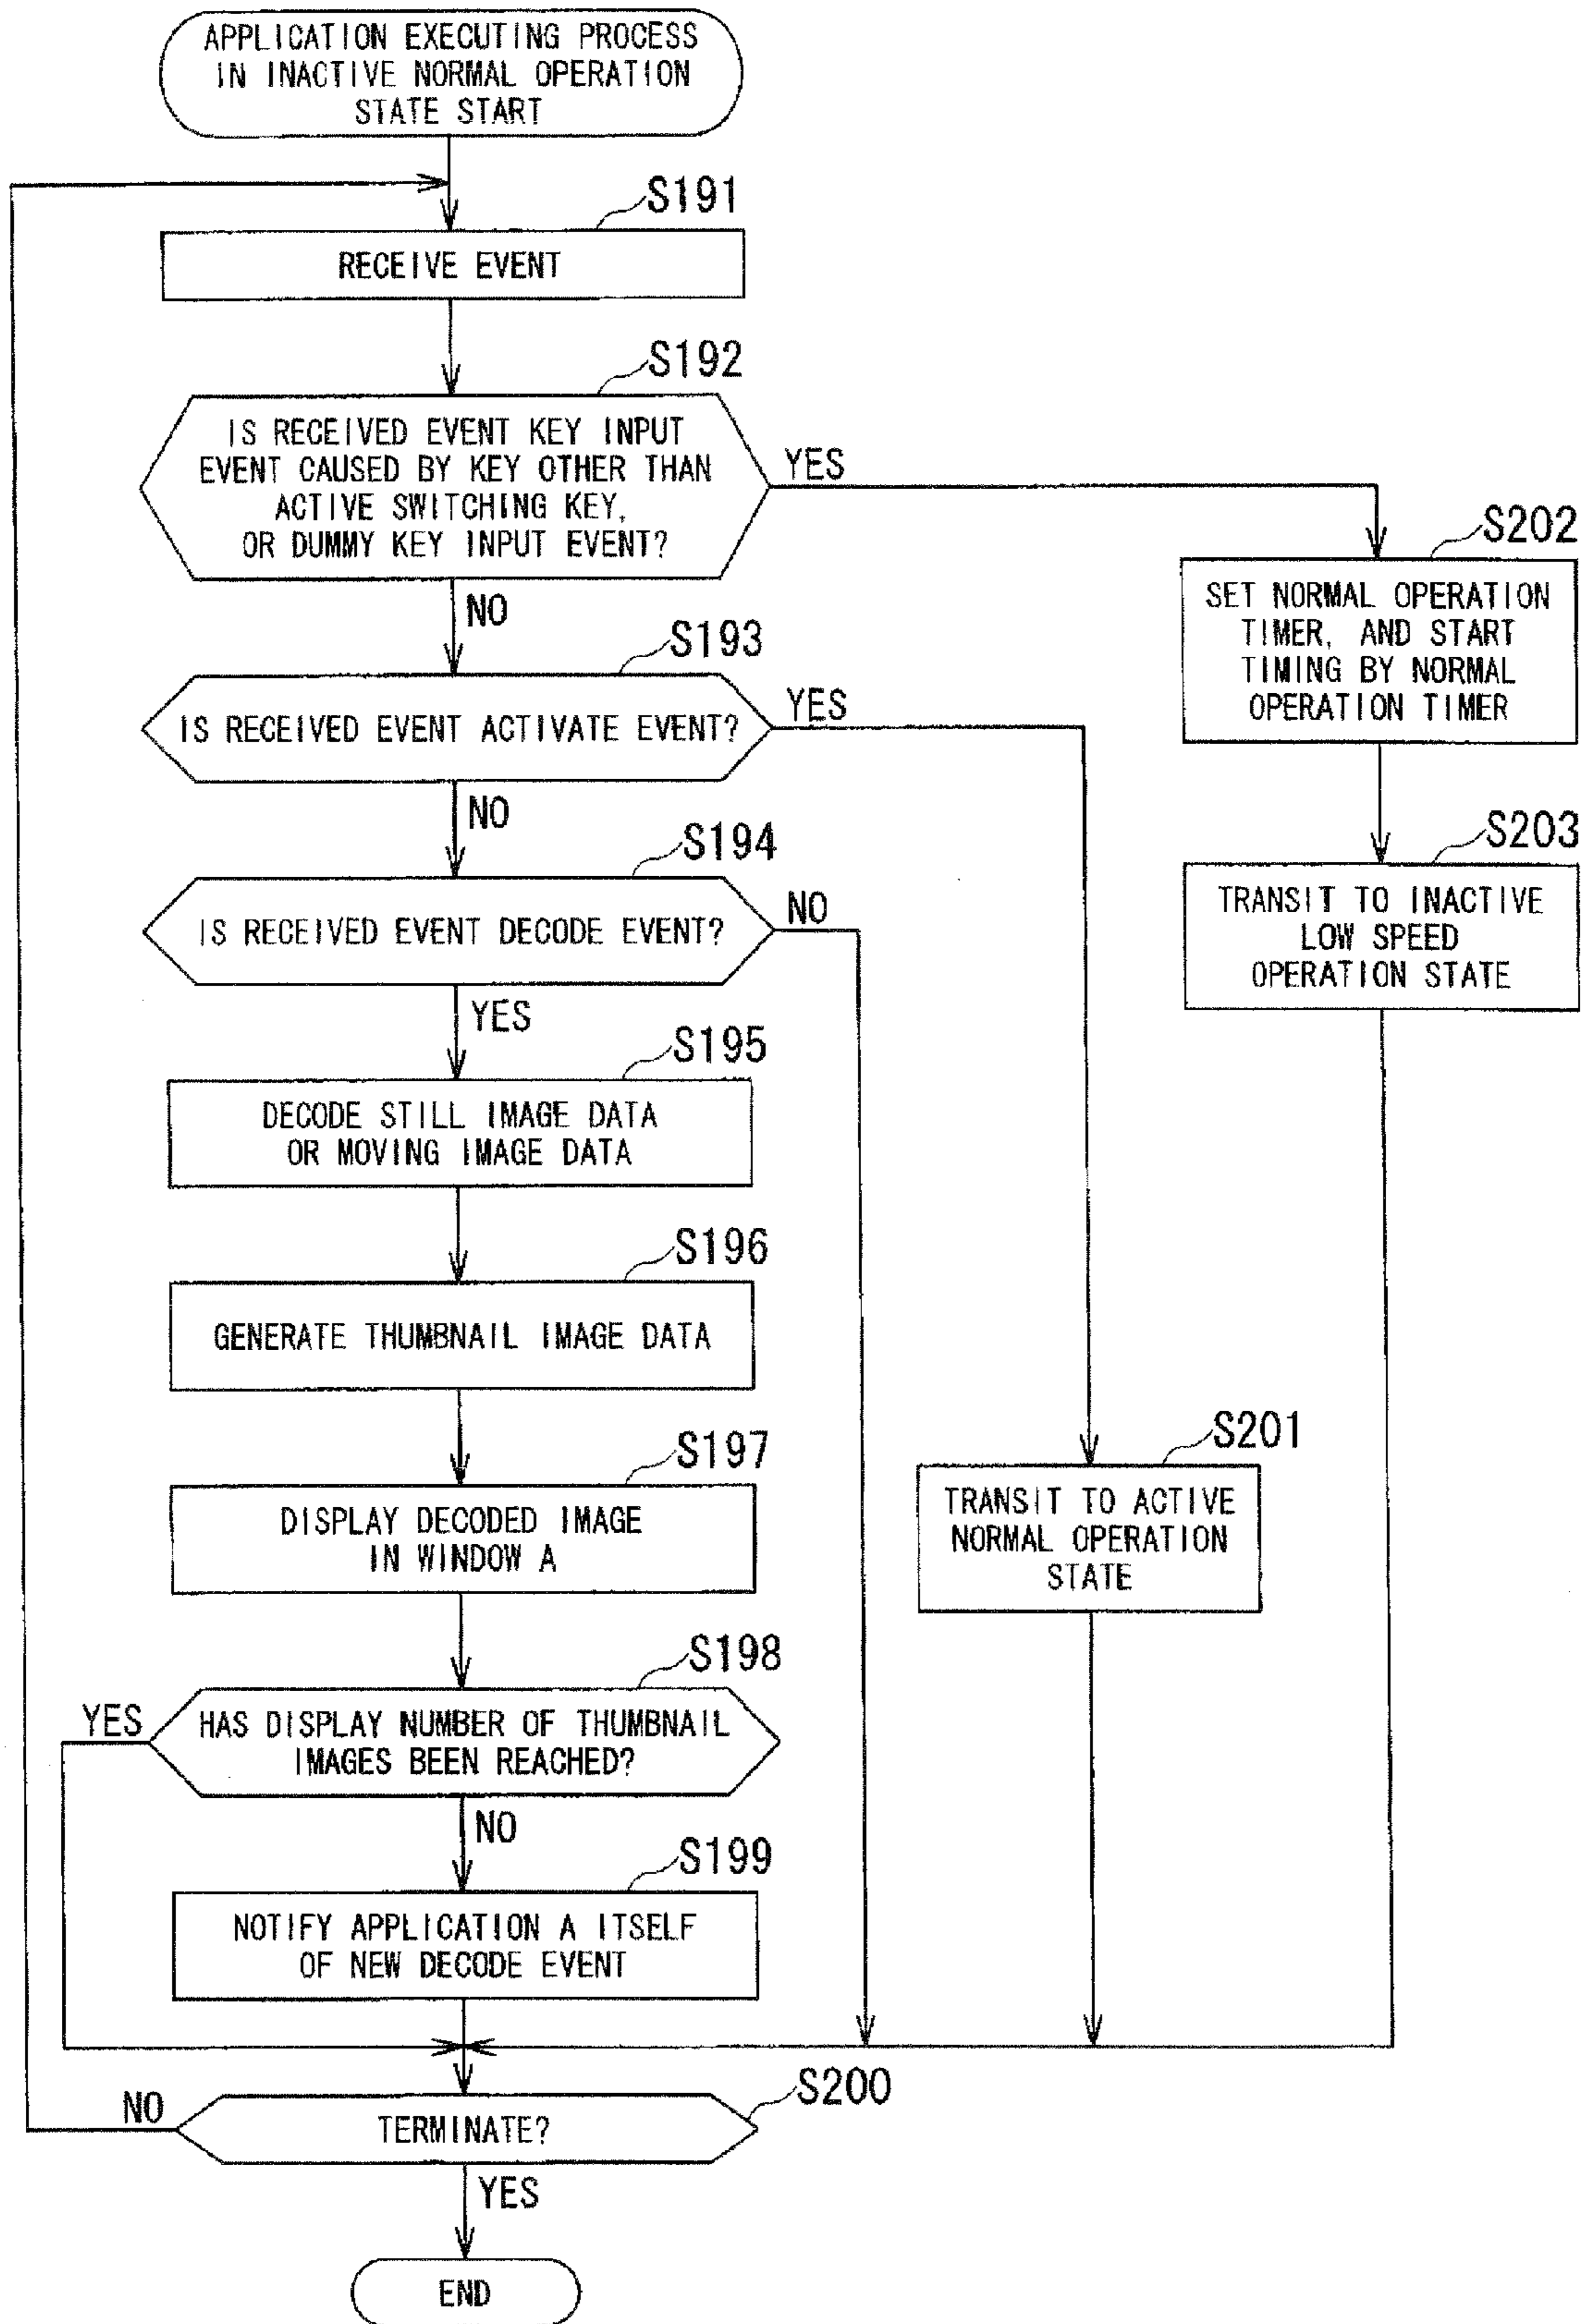 APPLICATION EXECUTING PROCESS
IN INACTIVE NORMAL OPERATION
STATE START
S191
RECEIVE EVENT
S192
IS RECEIVED EVENT KEY INPUT
EVENT CAUSED BY KEY OTHER THAN
ACTIVE SWITCHING KEY,
OR DUMMY KEY INPUT EVENT?
YES
NO
S202
SET NORMAL OPERATION
TIMER, AND START
TIMING BY NORMAL
OPERATION TIMER
S193
IS RECEIVED EVENT ACTIVATE EVENT?
YES
NO
S203
TRANSIT TO INACTIVE
LOW SPEED
OPERATION STATE
S194
IS RECEIVED EVENT DECODE EVENT?
NO
YES
S195
DECODE STILL IMAGE DATA
OR MOVING IMAGE DATA
S196
GENERATE THUMBNAIL IMAGE DATA
S201
TRANSIT TO ACTIVE
NORMAL OPERATION
STATE
S197
DISPLAY DECODED IMAGE
IN WINDOW A
S198
YES
HAS DISPLAY NUMBER OF THUMBNAIL
IMAGES BEEN REACHED?
NO
S199
NOTIFY APPLICATION A ITSELF
OF NEW DECODE EVENT
S200
NO
TERMINATE?
YES
END